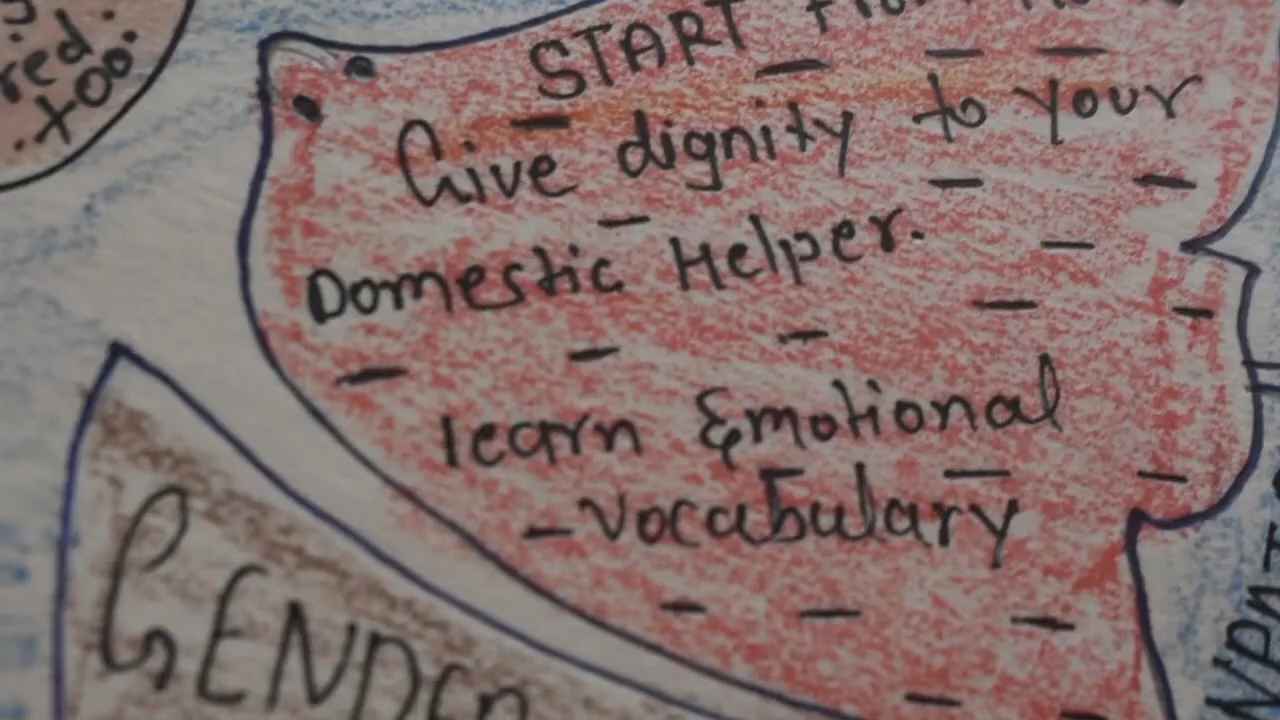 red.
too.
START
Give dignity to your
Domestic Helper.
learn Emotional
-vocabulary
GENDER